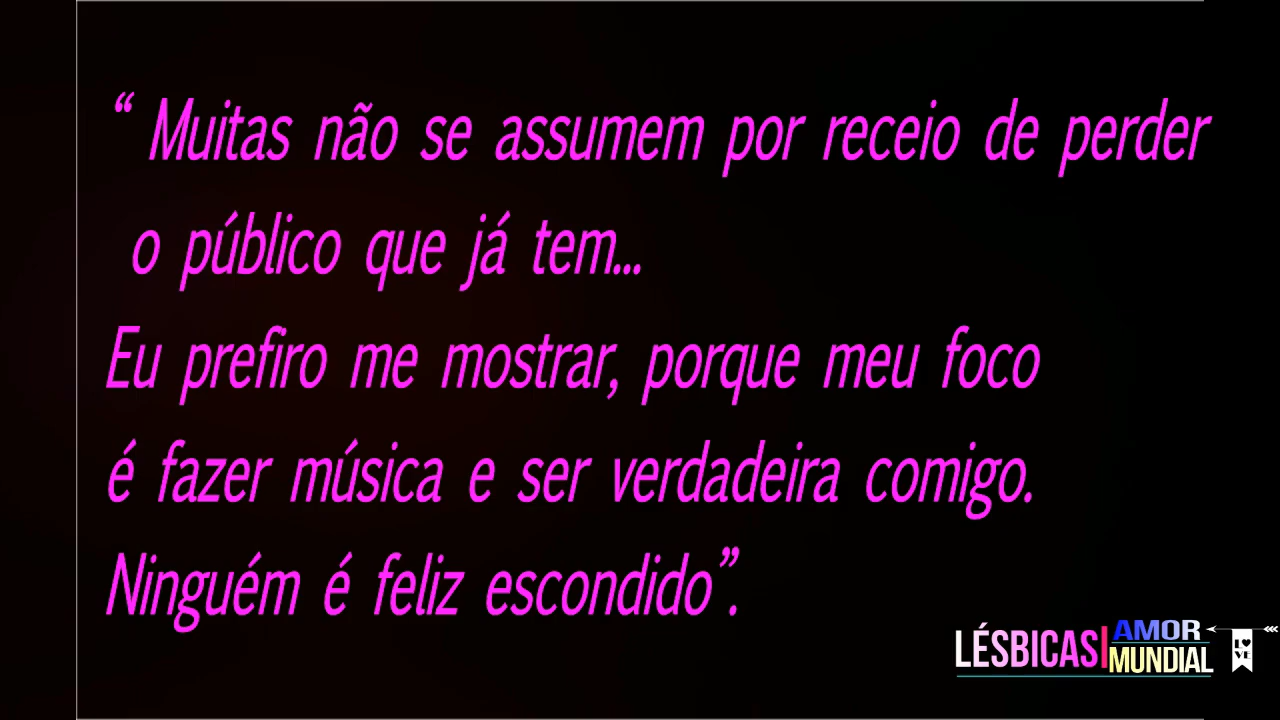 “ Muitas não se assumem por receio de perder
o público que já tem...
Eu prefiro me mostrar, porque meu foco
é fazer música e ser verdadeira comigo.
Ninguém é feliz escondido”.
LÉSBICAS|AMOR MUNDIAL
LOVE